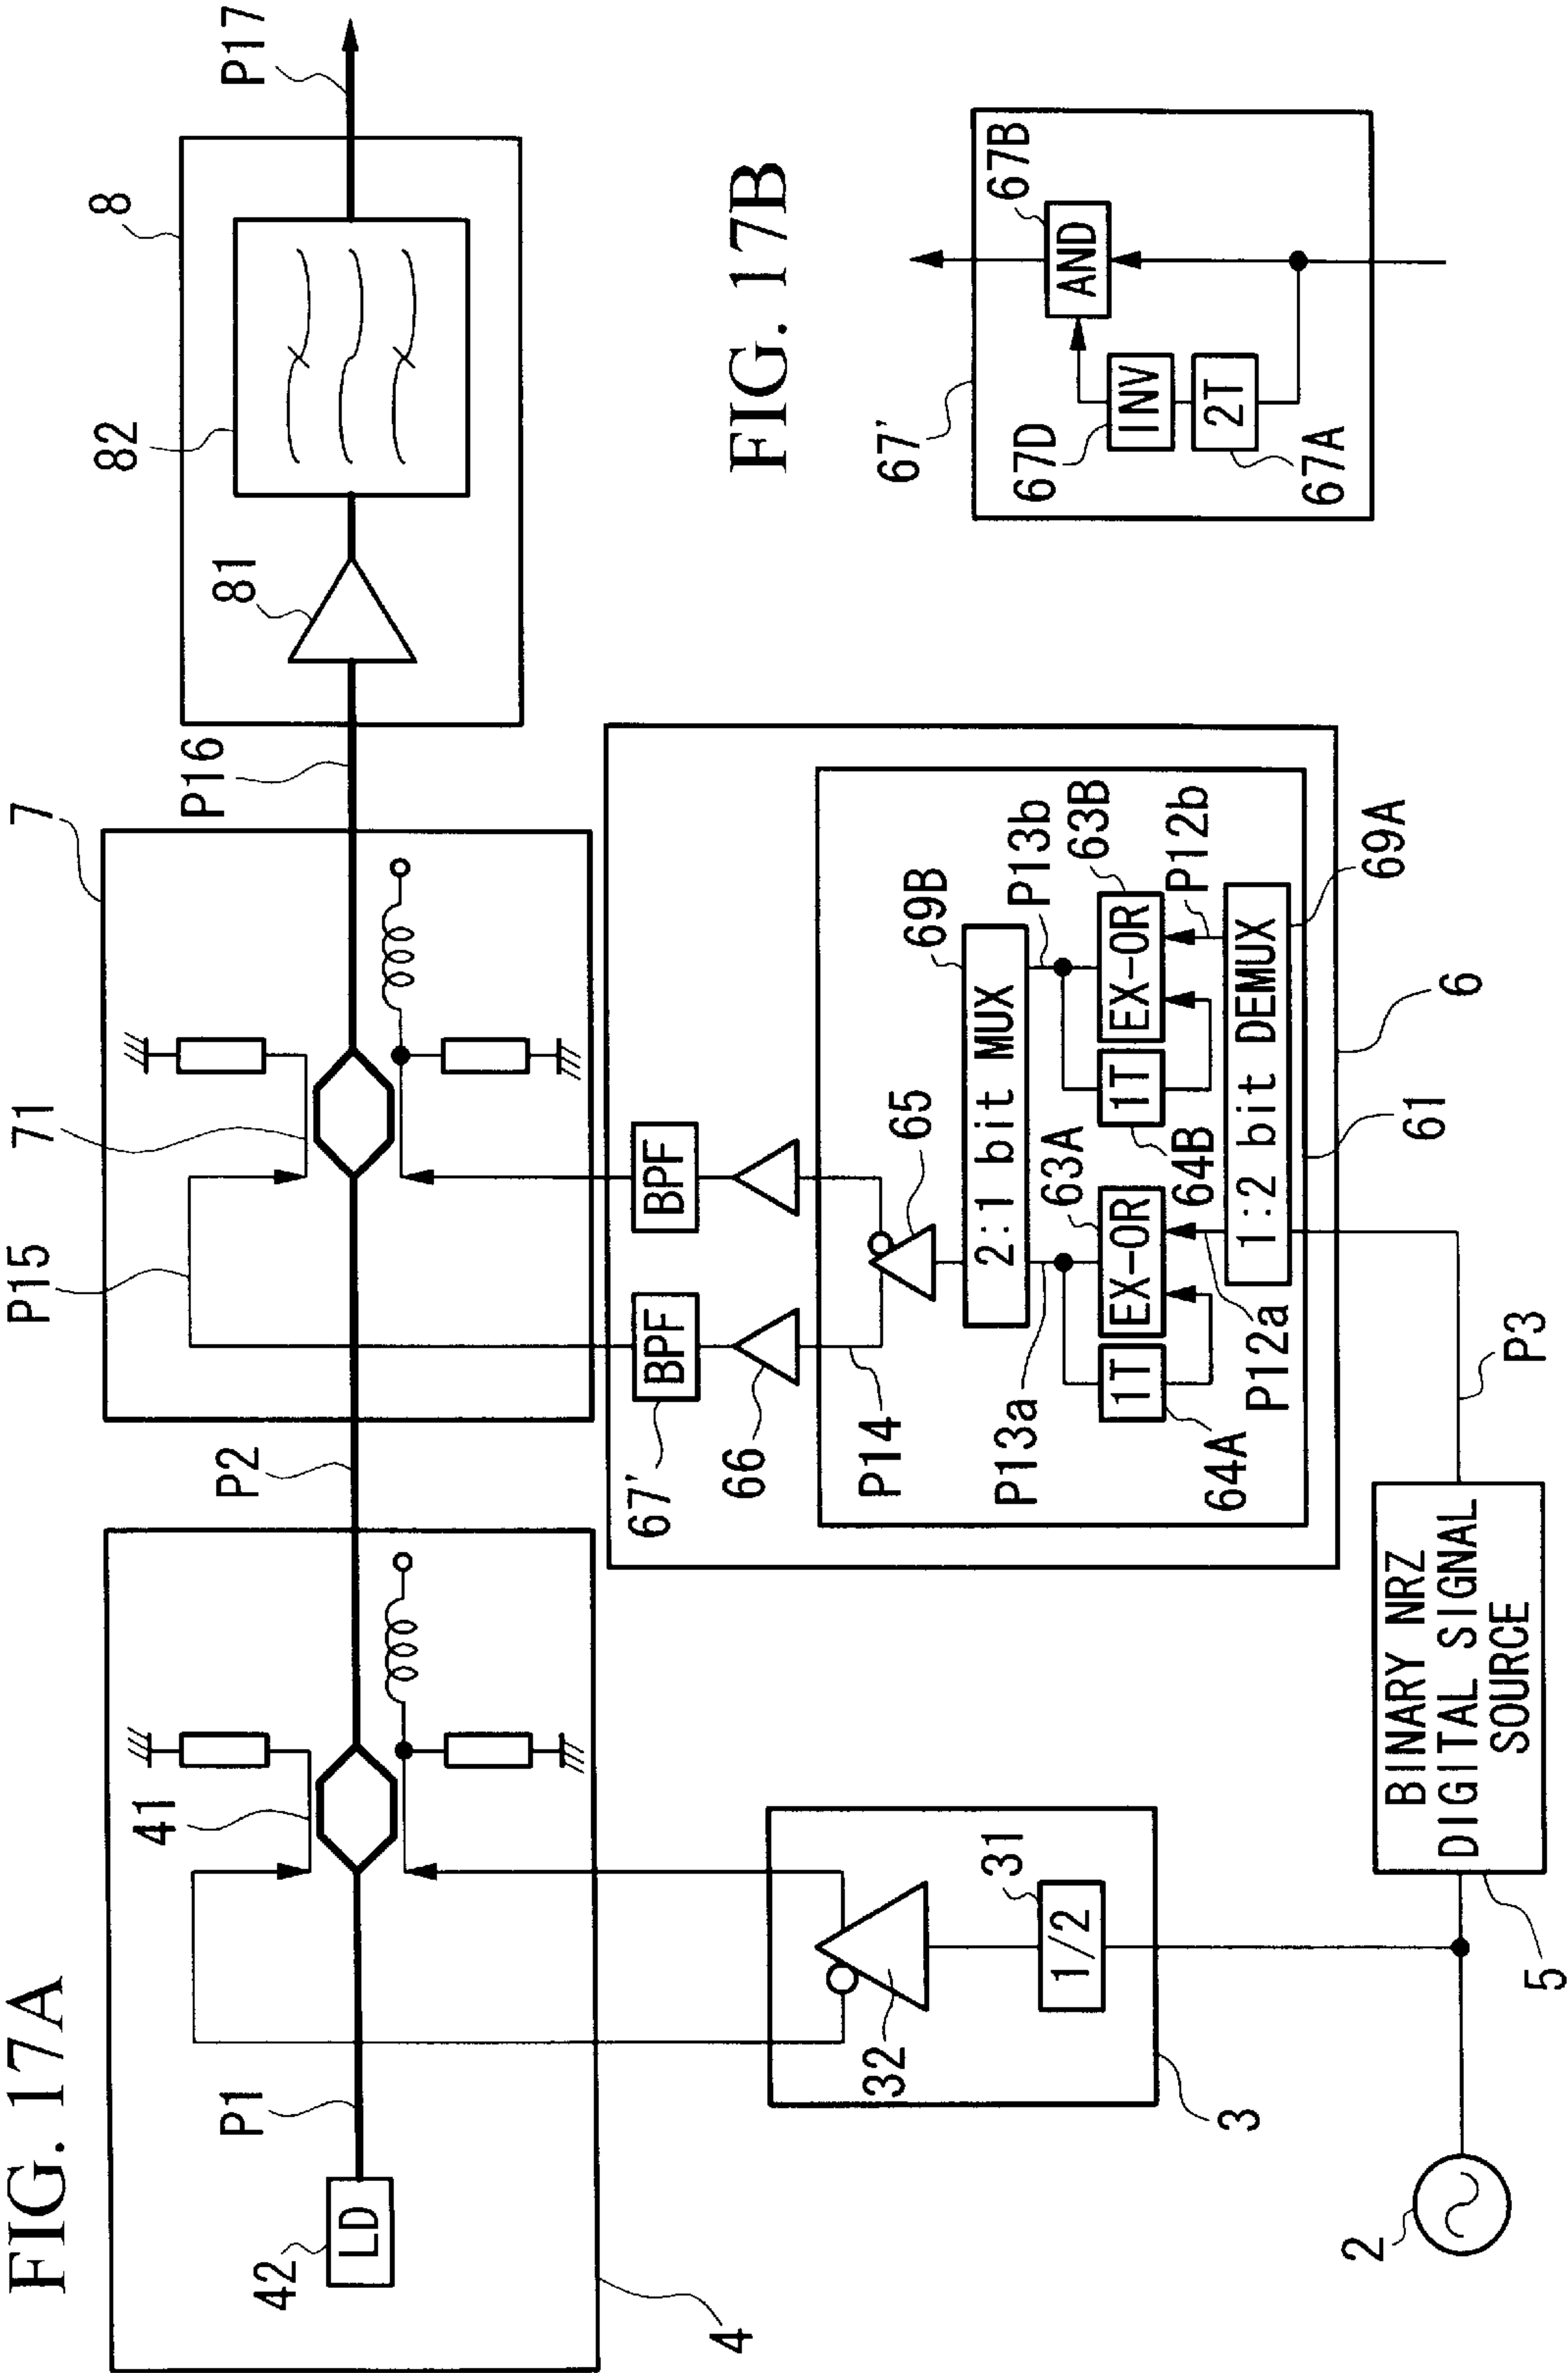 FIG. 17A
42
LD
P1
41
4
P2
P15
71
7
P16
81
82
8
P17
32
1/2
31
3
2
5
BINARY NRZ
DIGITAL SIGNAL
SOURCE
P3
67'
BPF
BPF
66
65
P14
2:1 bit MUX
69B
P13a
63A
P13b
63B
1T
EX-OR
1T
EX-OR
64A
P12a
64B
P12b
1:2 bit DEMUX
69A
61
6
FIG. 17B
67'
67B
AND
67D
INV
2T
67A